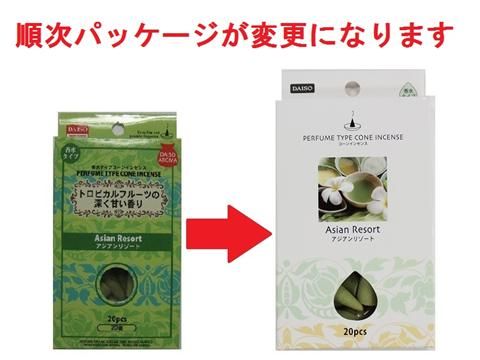 順次パッケージが変更になります
DAISO
香水
タイプ
DAISO
AROMA
香水タイプコーンインセンス
PERFUME TYPE CONE INCENSE
トロピカルフルーツの
深く甘い香り
Asian Resort
アジアンリゾート
20pcs
20個
DAISO
香水
タイプ
PERFUME TYPE CONE INCENSE
コーンインセンス
Asian Resort
アジアンリゾート
20pcs